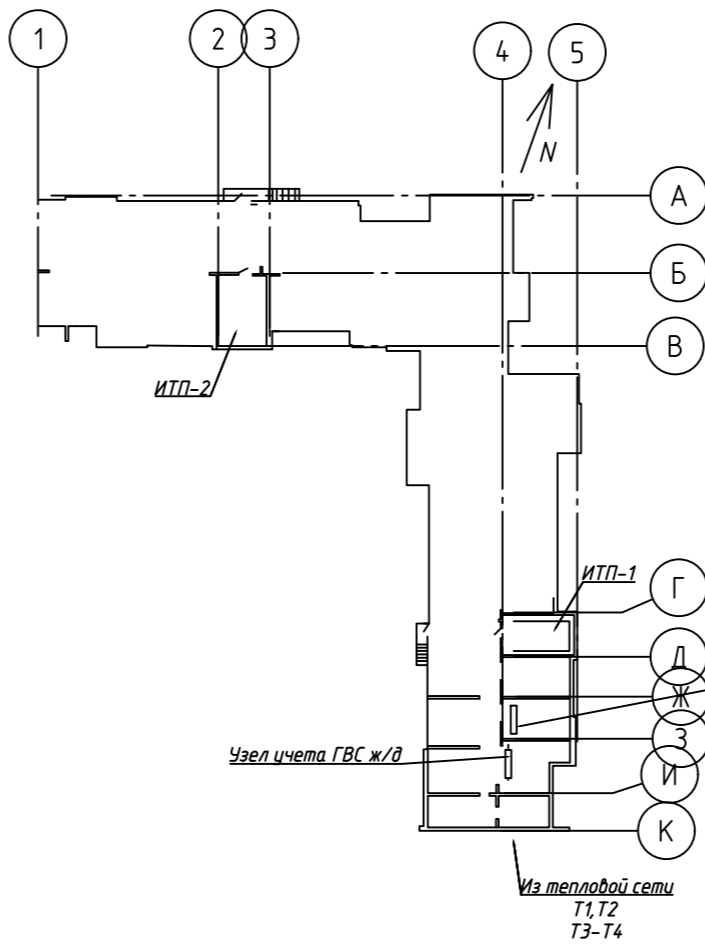 1
2
3
4
5
N
А
Б
В
ИТП-2
ИТП-1
Г
Д
Ж
З
Узел учета ГВС ж/д
И
К
Из тепловой сети
Т1,Т2
Т3-Т4